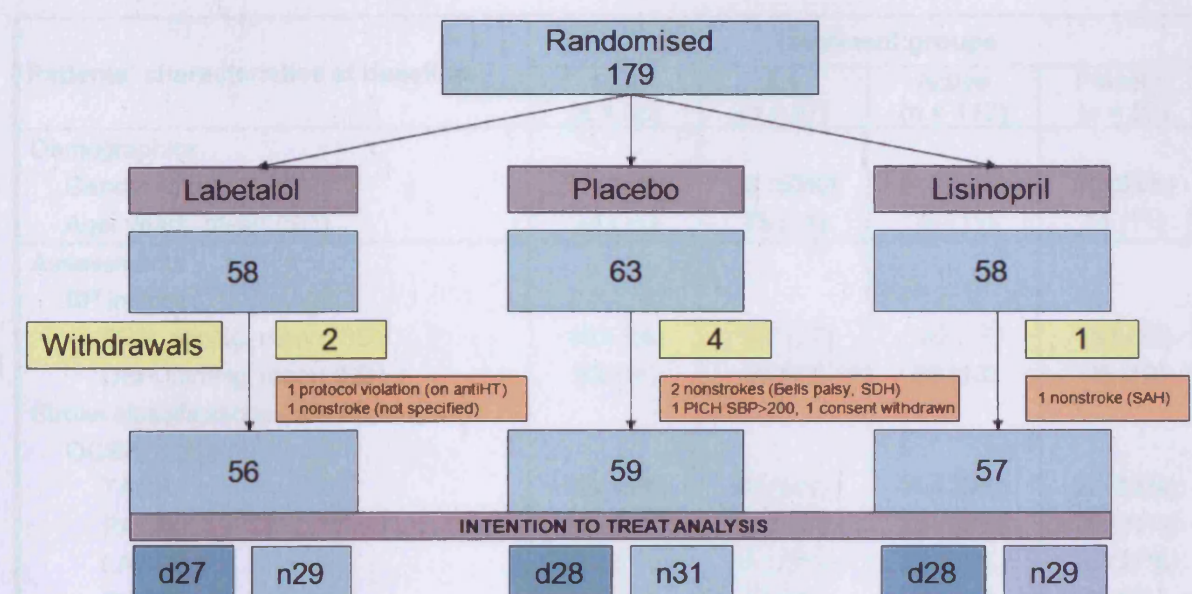 Randomised
179
Labetalol
Placebo
Lisinopril
58
63
58
Withdrawals
2
4
1
1 protocol violation (on antiHT)
1 nonstroke (not specified)
2 nonstrokes (Bells palsy, SDH)
1 PICH SBP>200, 1 consent withdrawn
1 nonstroke (SAH)
56
59
57
INTENTION TO TREAT ANALYSIS
d27
n29
d28
n31
d28
n29